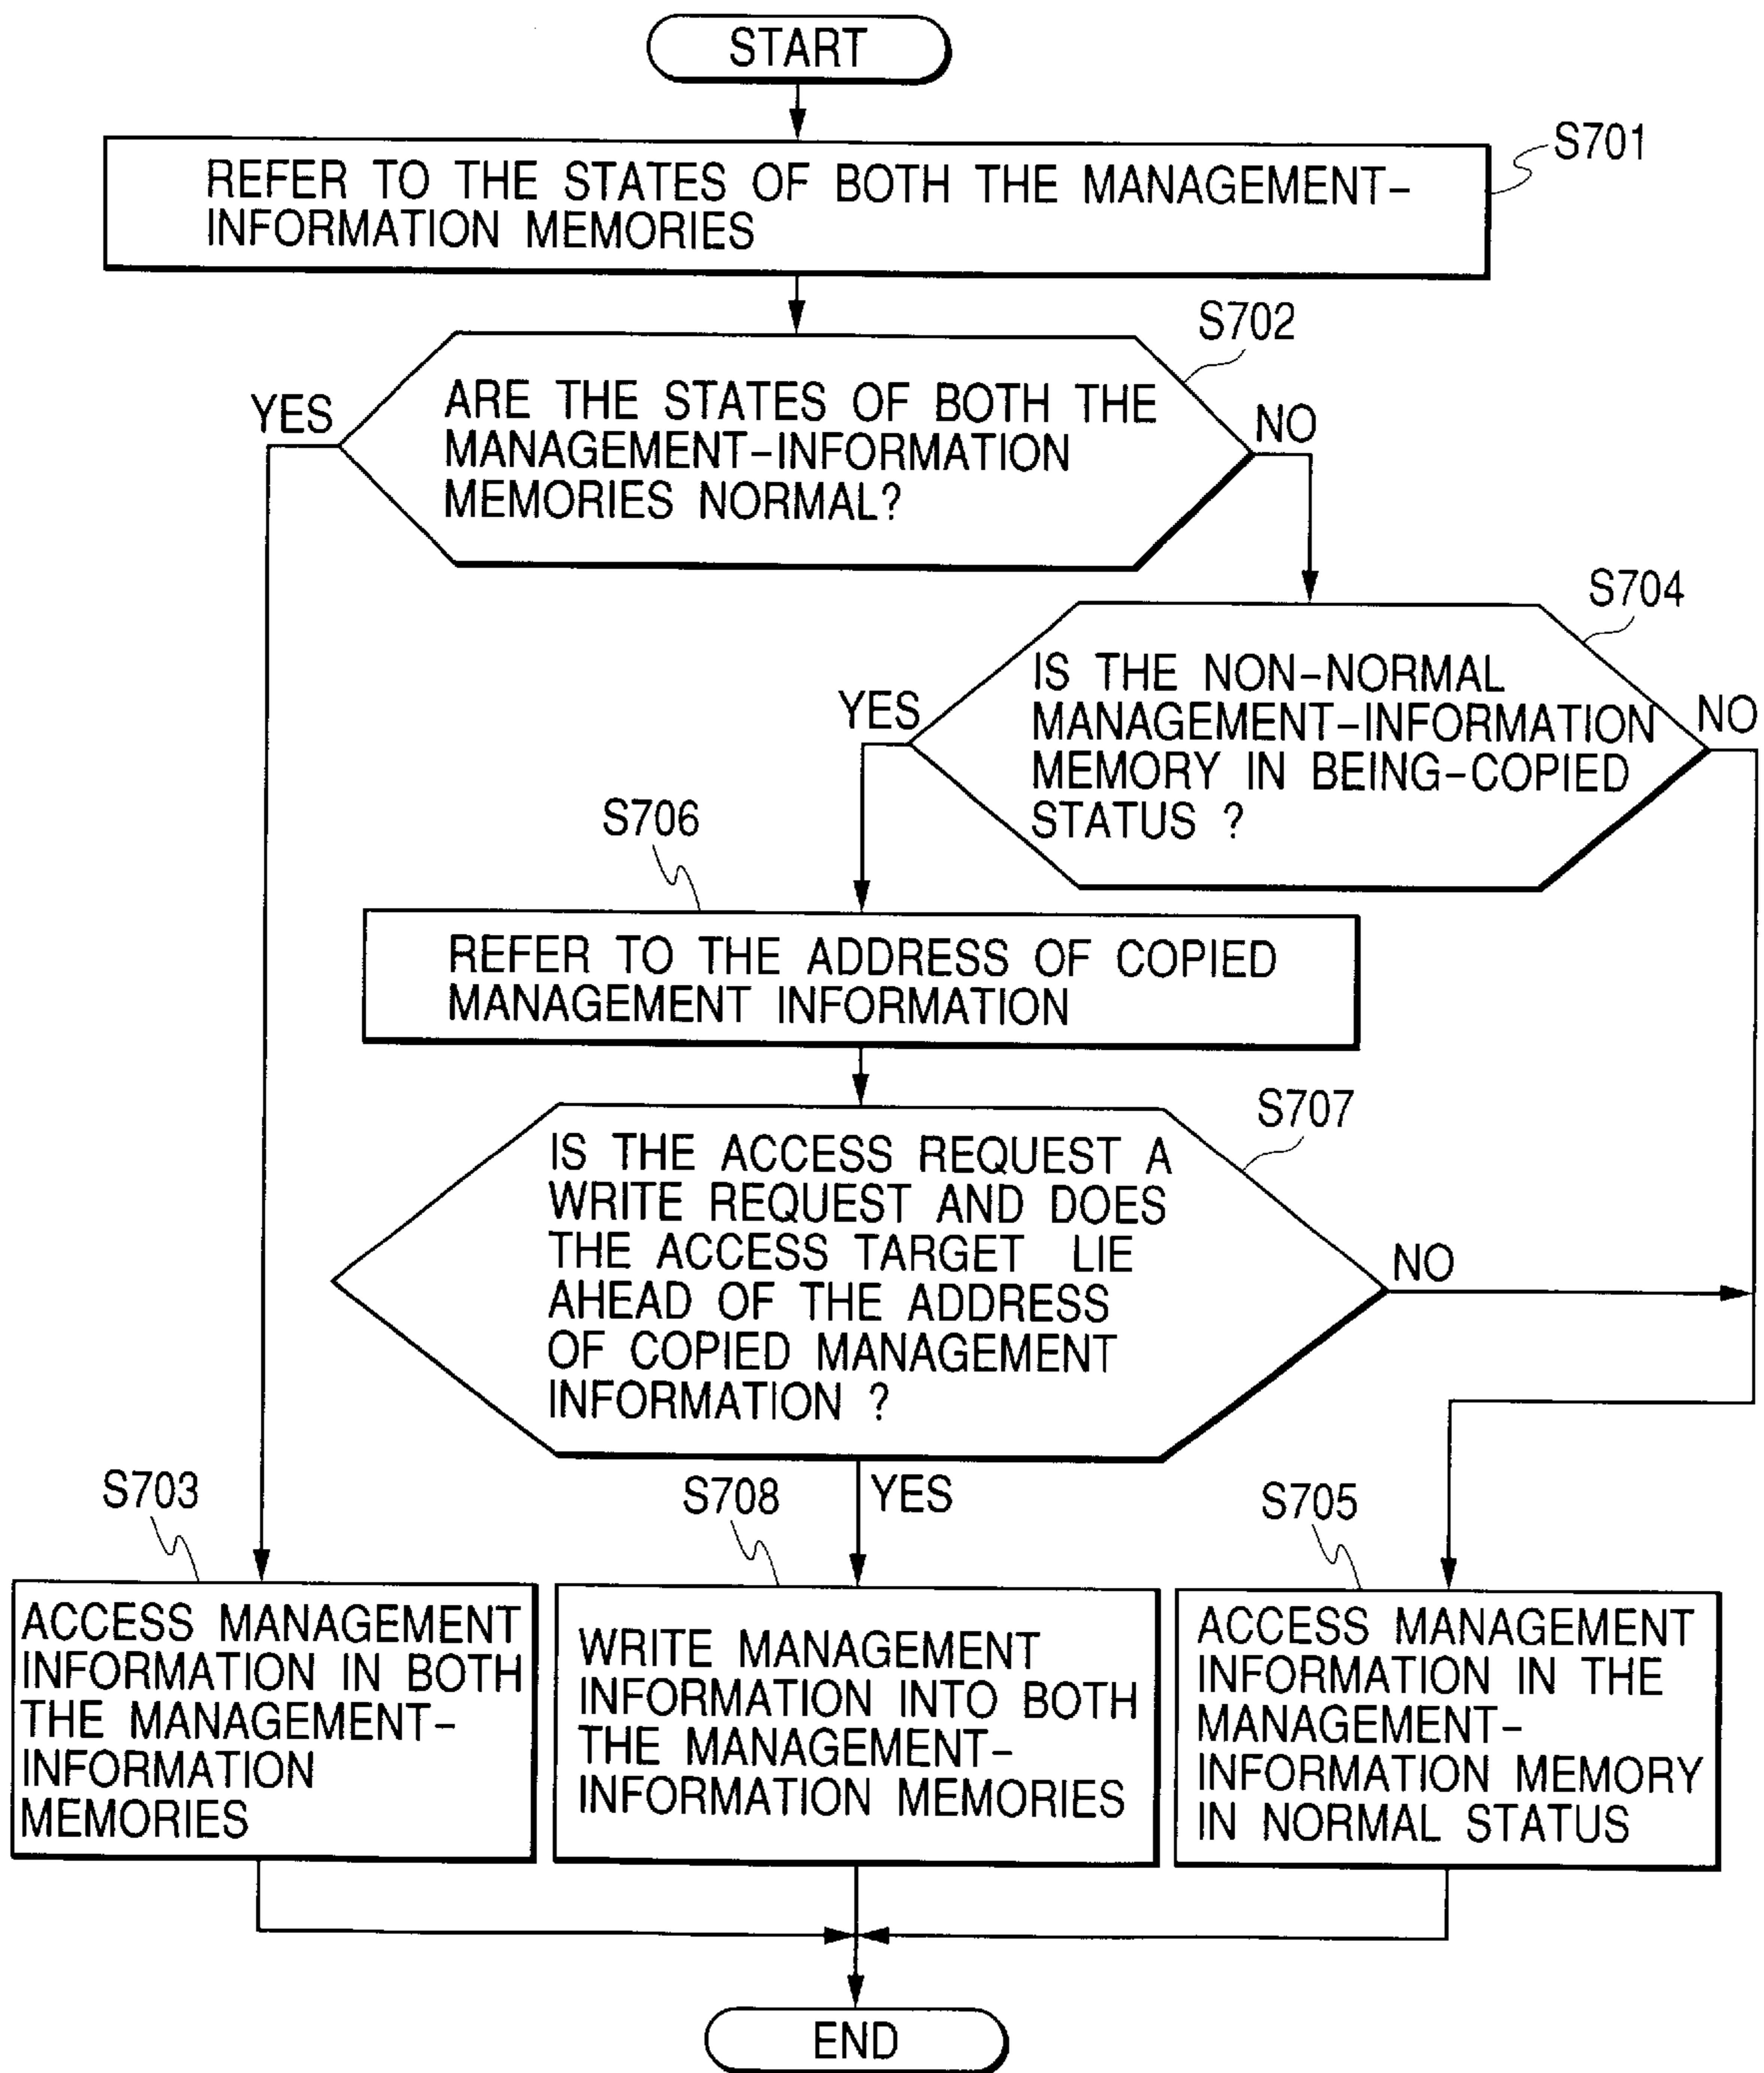 START
S701
REFER TO THE STATES OF BOTH THE MANAGEMENT-
INFORMATION MEMORIES
S702
YES
ARE THE STATES OF BOTH THE
MANAGEMENT-INFORMATION
MEMORIES NORMAL?
NO
S704
YES
IS THE NON-NORMAL
MANAGEMENT-INFORMATION
MEMORY IN BEING-COPIED
STATUS ?
NO
S706
REFER TO THE ADDRESS OF COPIED
MANAGEMENT INFORMATION
S707
IS THE ACCESS REQUEST A
WRITE REQUEST AND DOES
THE ACCESS TARGET LIE
AHEAD OF THE ADDRESS
OF COPIED MANAGEMENT
INFORMATION ?
NO
YES
S703
ACCESS MANAGEMENT
INFORMATION IN BOTH
THE MANAGEMENT-
INFORMATION
MEMORIES
S708
WRITE MANAGEMENT
INFORMATION INTO BOTH
THE MANAGEMENT-
INFORMATION MEMORIES
S705
ACCESS MANAGEMENT
INFORMATION IN THE
MANAGEMENT-
INFORMATION MEMORY
IN NORMAL STATUS
END